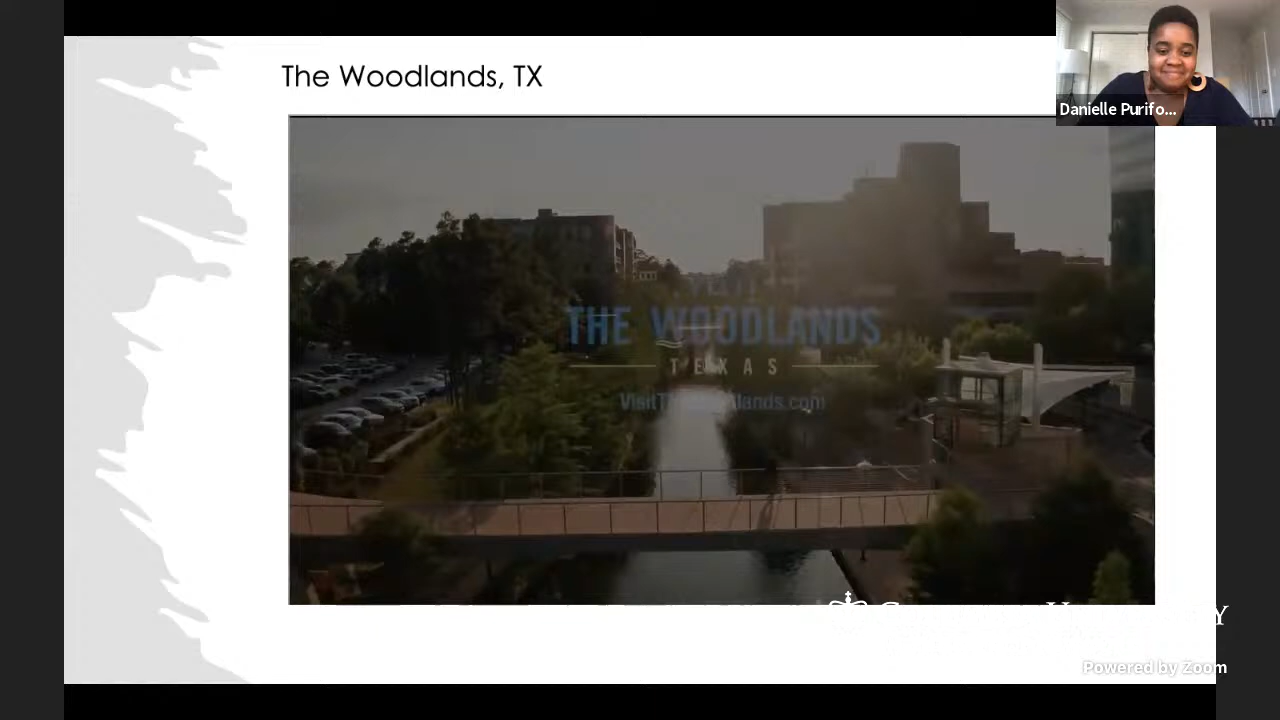 The Woodlands, TX
Danielle Purifo...
THE WOODLANDS
TEXAS
Powered by Zoom